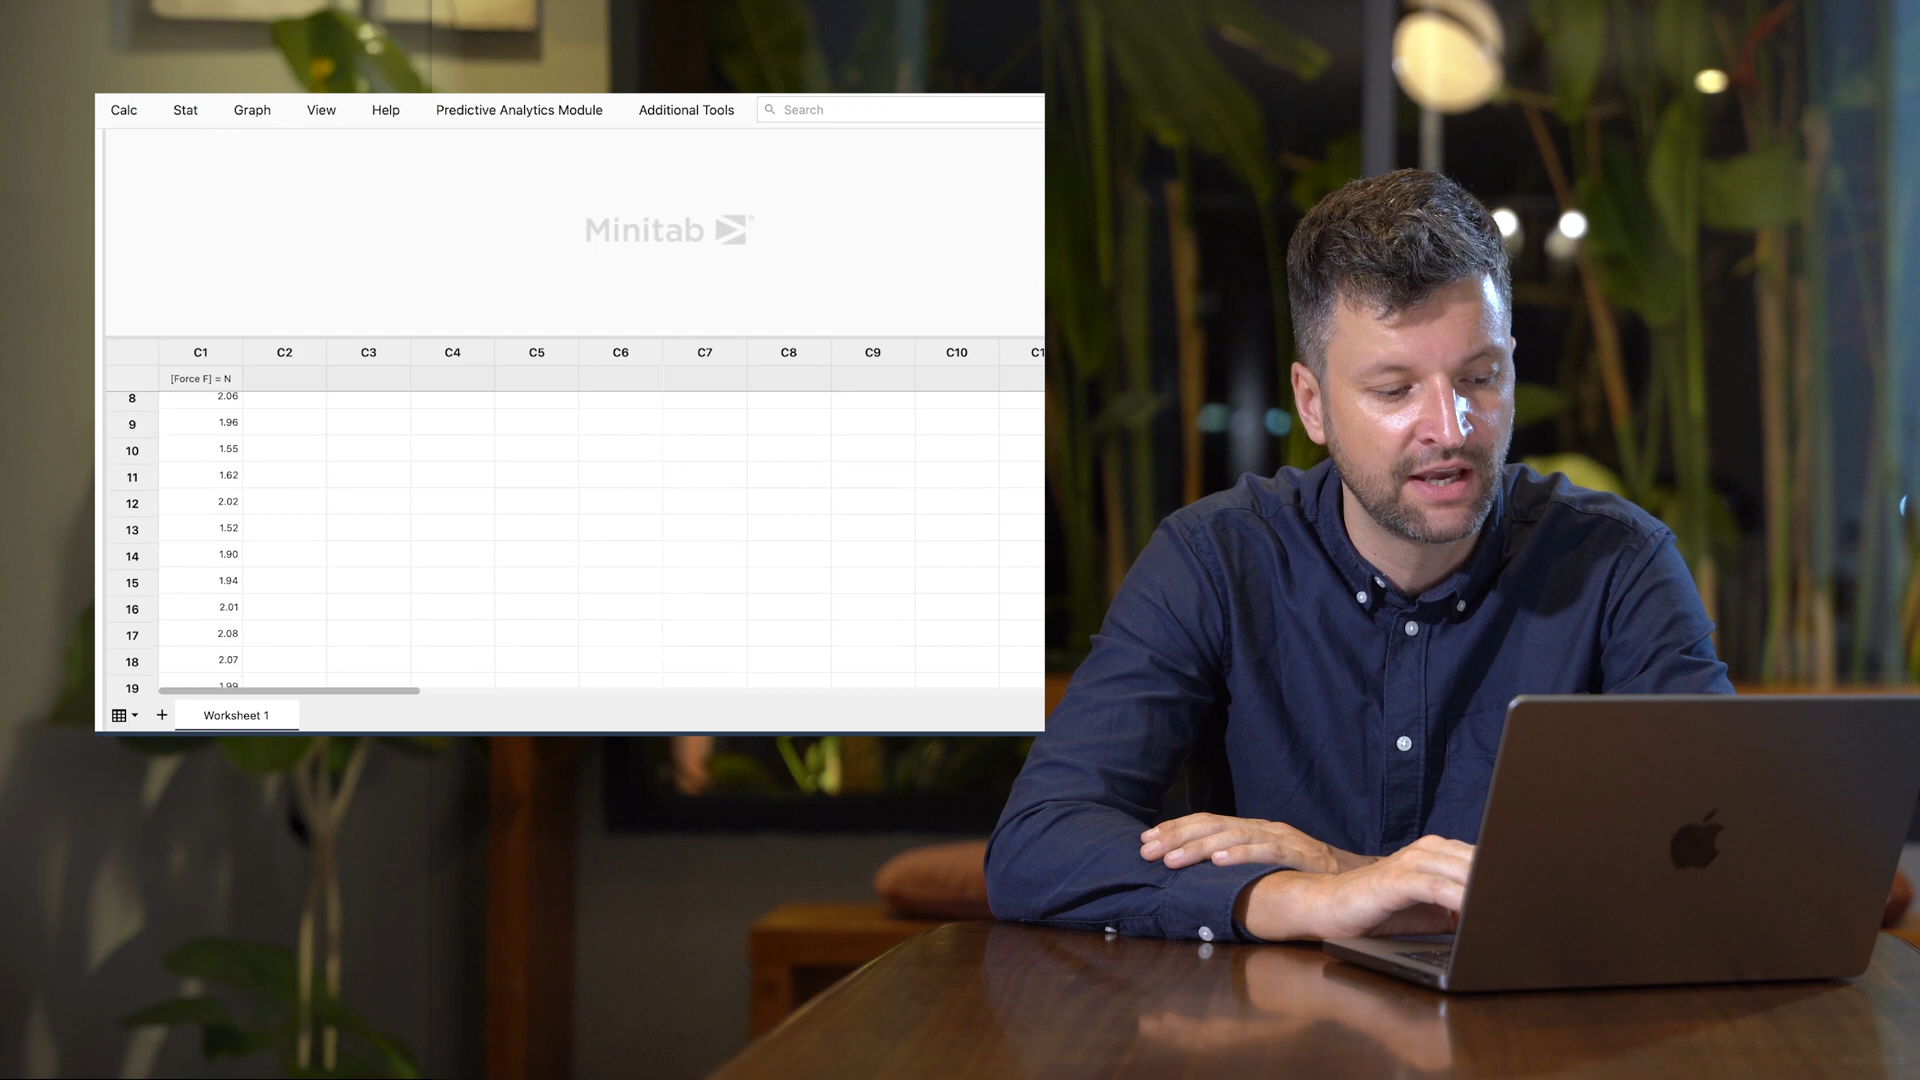 Calc Stat Graph View Help Predictive Analytics Module Additional Tools Search
Minitab
C1 C2 C3 C4 C5 C6 C7 C8 C9 C10 C1
[Force F] = N
8 2.06
9 1.96
10 1.55
11 1.62
12 2.02
13 1.52
14 1.90
15 1.94
16 2.01
17 2.08
18 2.07
19 1.99
+ Worksheet 1